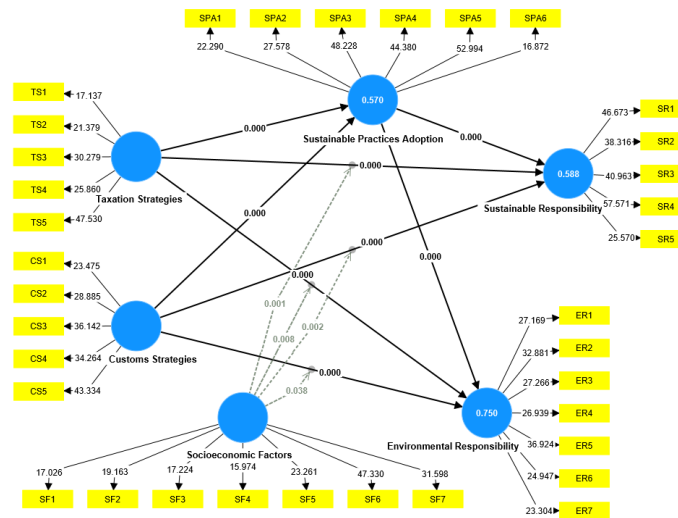 SPA1 SPA2 SPA3 SPA4 SPA5 SPA6
22.290 27.578 48.228 44.380 52.994 16.872
0.570
Sustainable Practices Adoption
TS1
TS2
TS3
TS4
TS5
17.137
21.379
30.279
25.860
47.530
Taxation Strategies
0.000
0.000
0.000
0.000
0.000
46.673
38.316
40.963
57.571
25.570
SR1
SR2
SR3
SR4
SR5
0.588
Sustainable Responsibility
CS1
CS2
CS3
CS4
CS5
23.475
28.885
36.142
34.264
43.334
Customs Strategies
0.000
0.000
0.000
0.001
0.002
0.008
0.038
27.169
32.881
27.266
26.939
36.924
24.947
23.304
ER1
ER2
ER3
ER4
ER5
ER6
ER7
0.750
Environmental Responsibility
Socioeconomic Factors
17.026 19.163 17.224 15.974 23.261 47.330 31.598
SF1 SF2 SF3 SF4 SF5 SF6 SF7